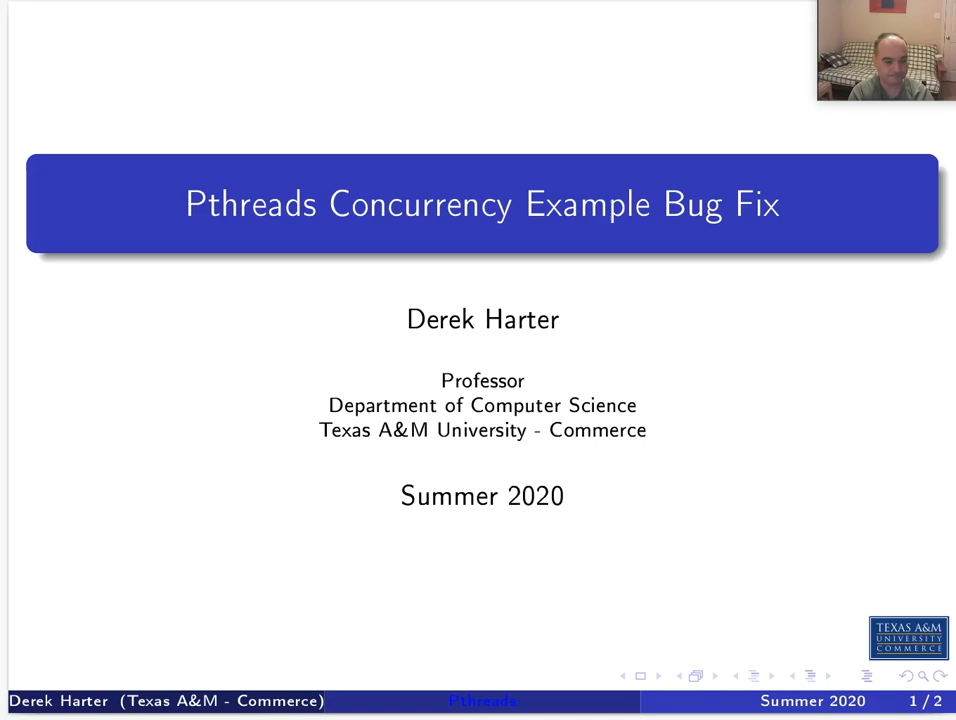 Pthreads Concurrency Example Bug Fix
Derek Harter
Professor
Department of Computer Science
Texas A&M University - Commerce
Summer 2020
TEXAS A&M
UNIVERSITY
COMMERCE
Derek Harter (Texas A&M - Commerce)
Pthreads
Summer 2020
1 / 2